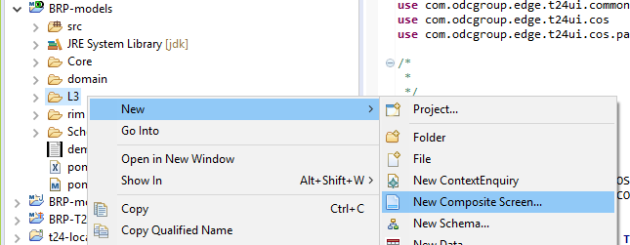 BRP-models
src
JRE System Library [jdk]
Core
domain
L3
rim
Sch
den
pon
pon
BRP-m
BRP-T2
t24-loca
use com.odcgroup.edge.t24ui.common
use com.odcgroup.edge.t24ui.cos
use com.odcgroup.edge.t24ui.cos.pa
/*
*
*/
New
Go Into
Open in New Window
Show In Alt+Shift+W
Copy Ctrl+C
Copy Qualified Name
Project...
Folder
File
New ContextEnquiry
New Composite Screen...
New Schema...
New Data